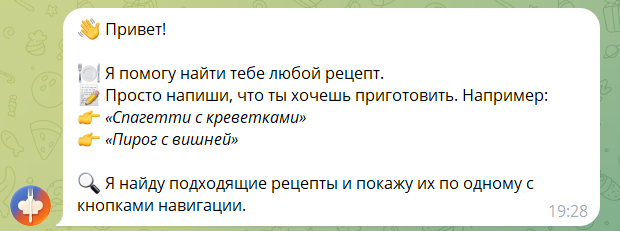 👋 Привет!
🍽 Я помогу найти тебе любой рецепт.
📝 Просто напиши, что ты хочешь приготовить. Например:
👉 «Спагетти с креветками»
👉 «Пирог с вишней»
🔍 Я найду подходящие рецепты и покажу их по одному с
кнопками навигации.
19:28